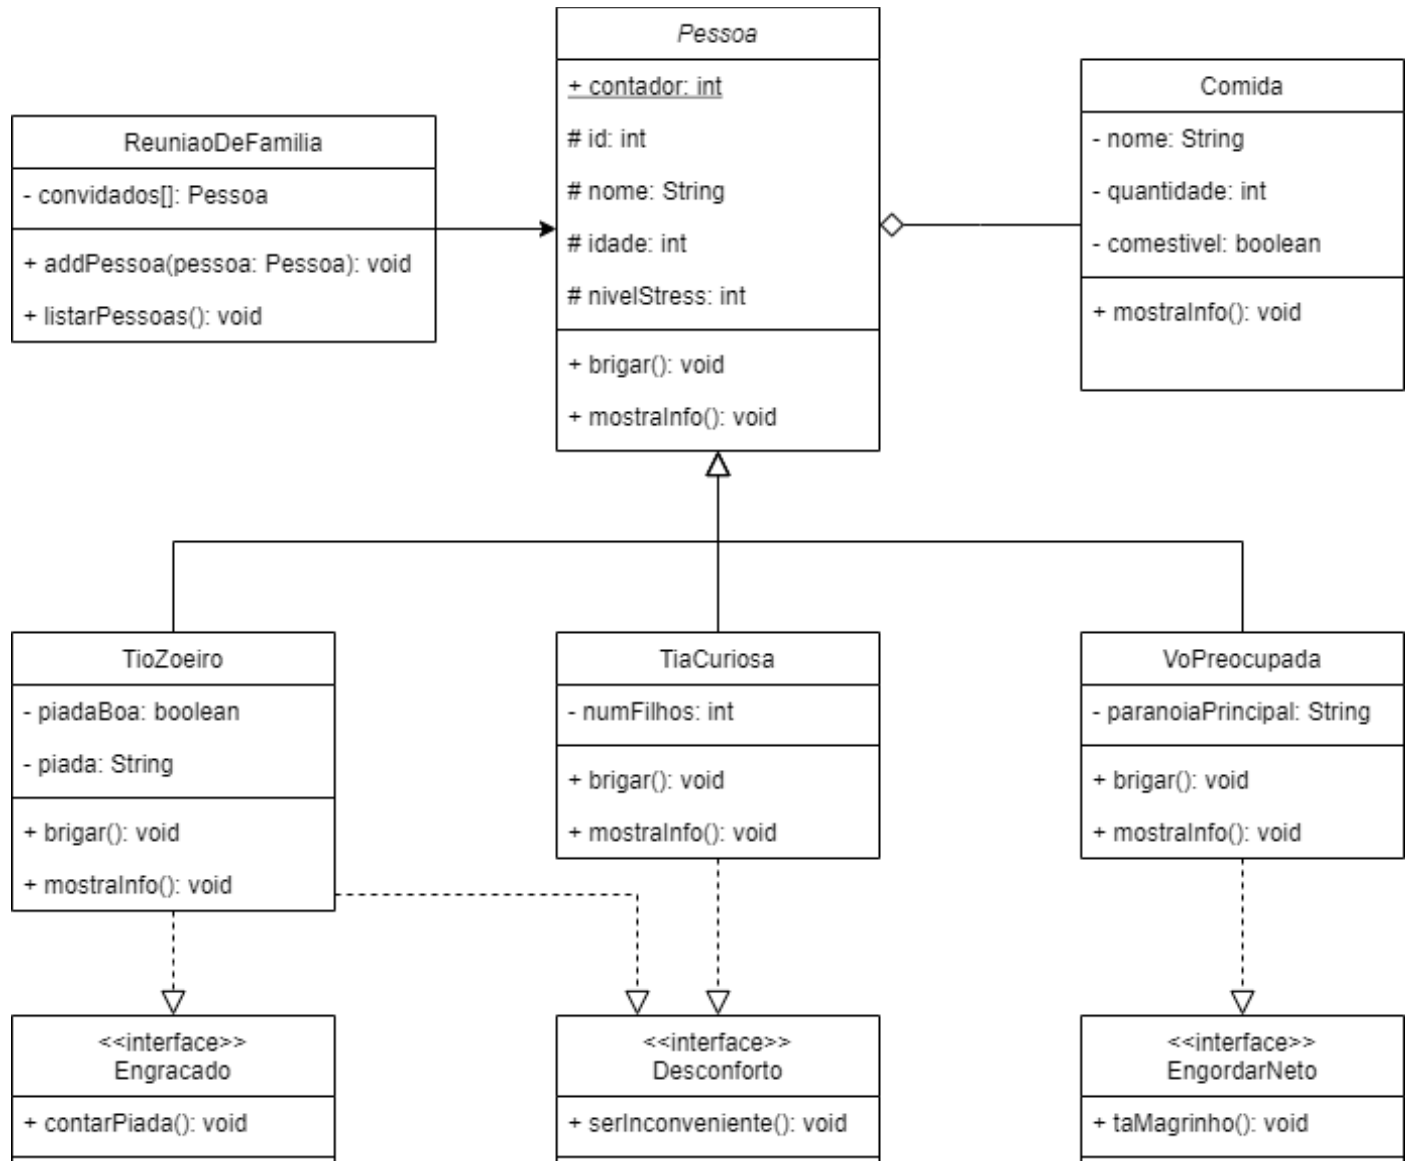 Pessoa
+ contador: int
# id: int
# nome: String
# idade: int
# nivelStress: int
+ brigar(): void
+ mostraInfo(): void
Comida
- nome: String
- quantidade: int
- comestivel: boolean
+ mostraInfo(): void
ReuniaoDeFamilia
- convidados[]: Pessoa
+ addPessoa(pessoa: Pessoa): void
+ listarPessoas(): void
TioZoeiro
- piadaBoa: boolean
- piada: String
+ brigar(): void
+ mostraInfo(): void
TiaCuriosa
- numFilhos: int
+ brigar(): void
+ mostraInfo(): void
VoPreocupada
- paranoiaPrincipal: String
+ brigar(): void
+ mostraInfo(): void
<<interface>>
Engracado
+ contarPiada(): void
<<interface>>
Desconforto
+ serInconveniente(): void
<<interface>>
EngordarNeto
+ taMagrinho(): void